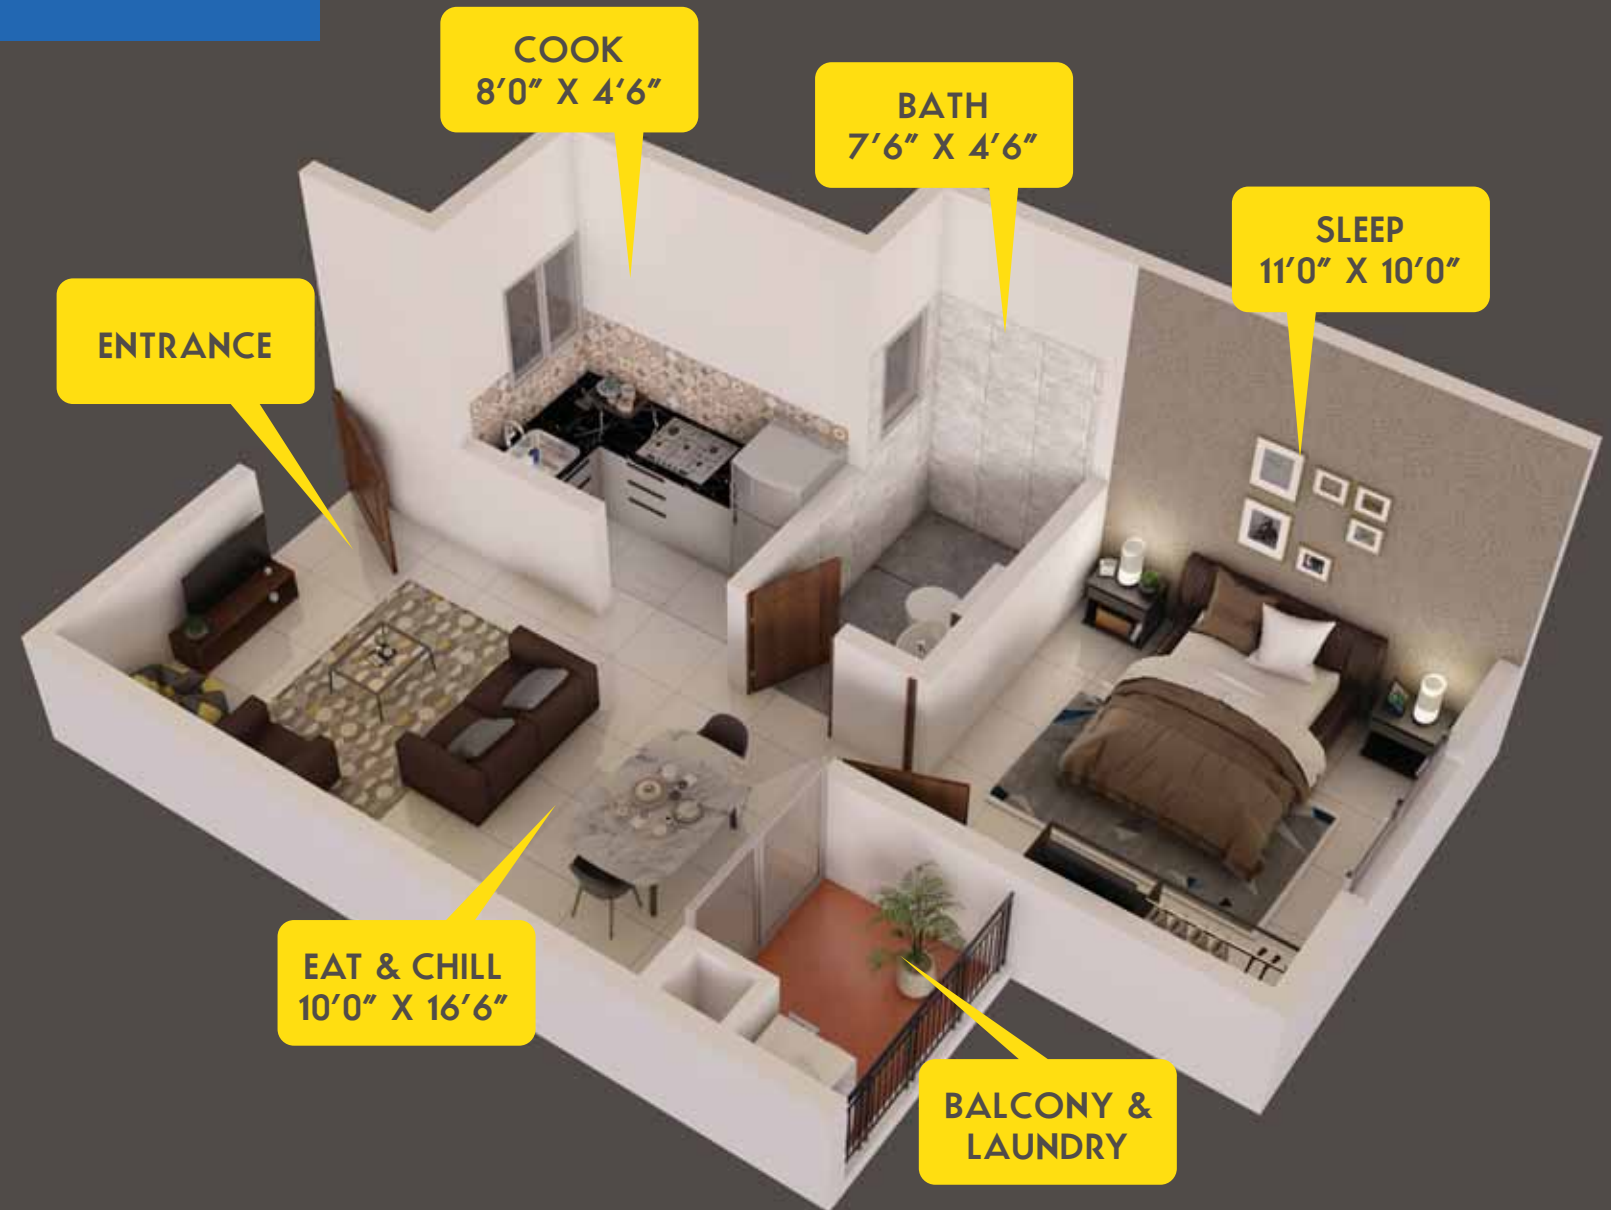 COOK
8'0" X 4'6"
BATH
7'6" X 4'6"
SLEEP
11'0" X 10'0"
ENTRANCE
EAT & CHILL
10'0" X 16'6"
BALCONY &
LAUNDRY